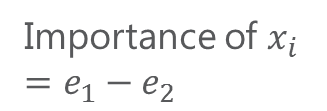 Importance of xᵢ
= e₁ − e₂